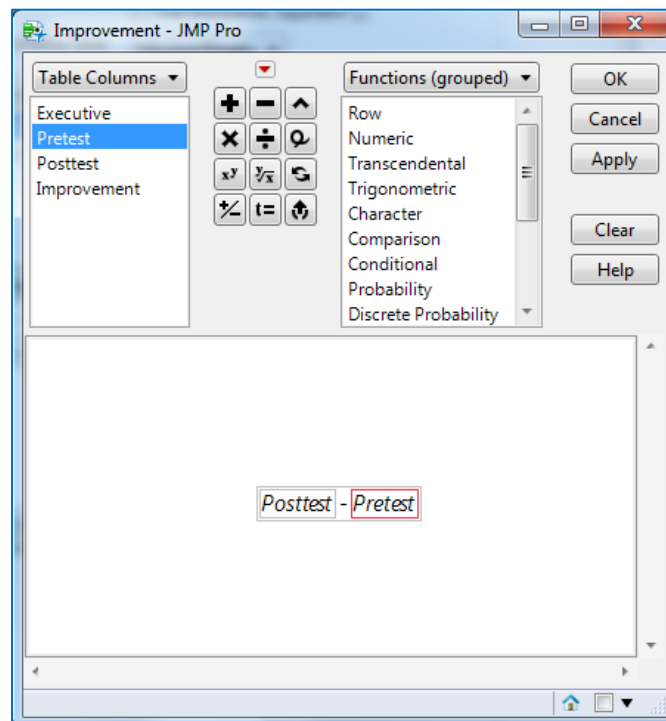 Improvement - JMP Pro
Table Columns
Executive
Pretest
Posttest
Improvement
x^y
y√x
t=
Functions (grouped)
Row
Numeric
Transcendental
Trigonometric
Character
Comparison
Conditional
Probability
Discrete Probability
OK
Cancel
Apply
Clear
Help
Posttest - Pretest